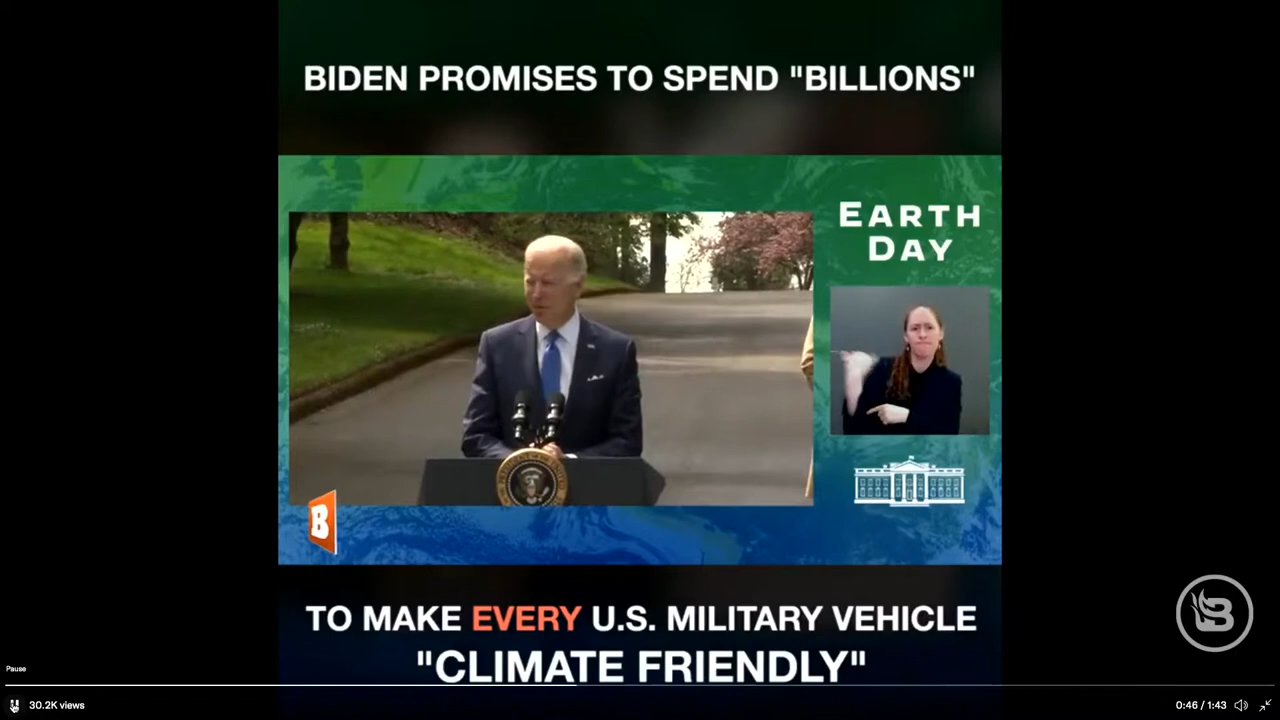 BIDEN PROMISES TO SPEND "BILLIONS"
EARTH
DAY
B
TO MAKE EVERY U.S. MILITARY VEHICLE
"CLIMATE FRIENDLY"
B
Pause
30.2K views
0:46 / 1:43